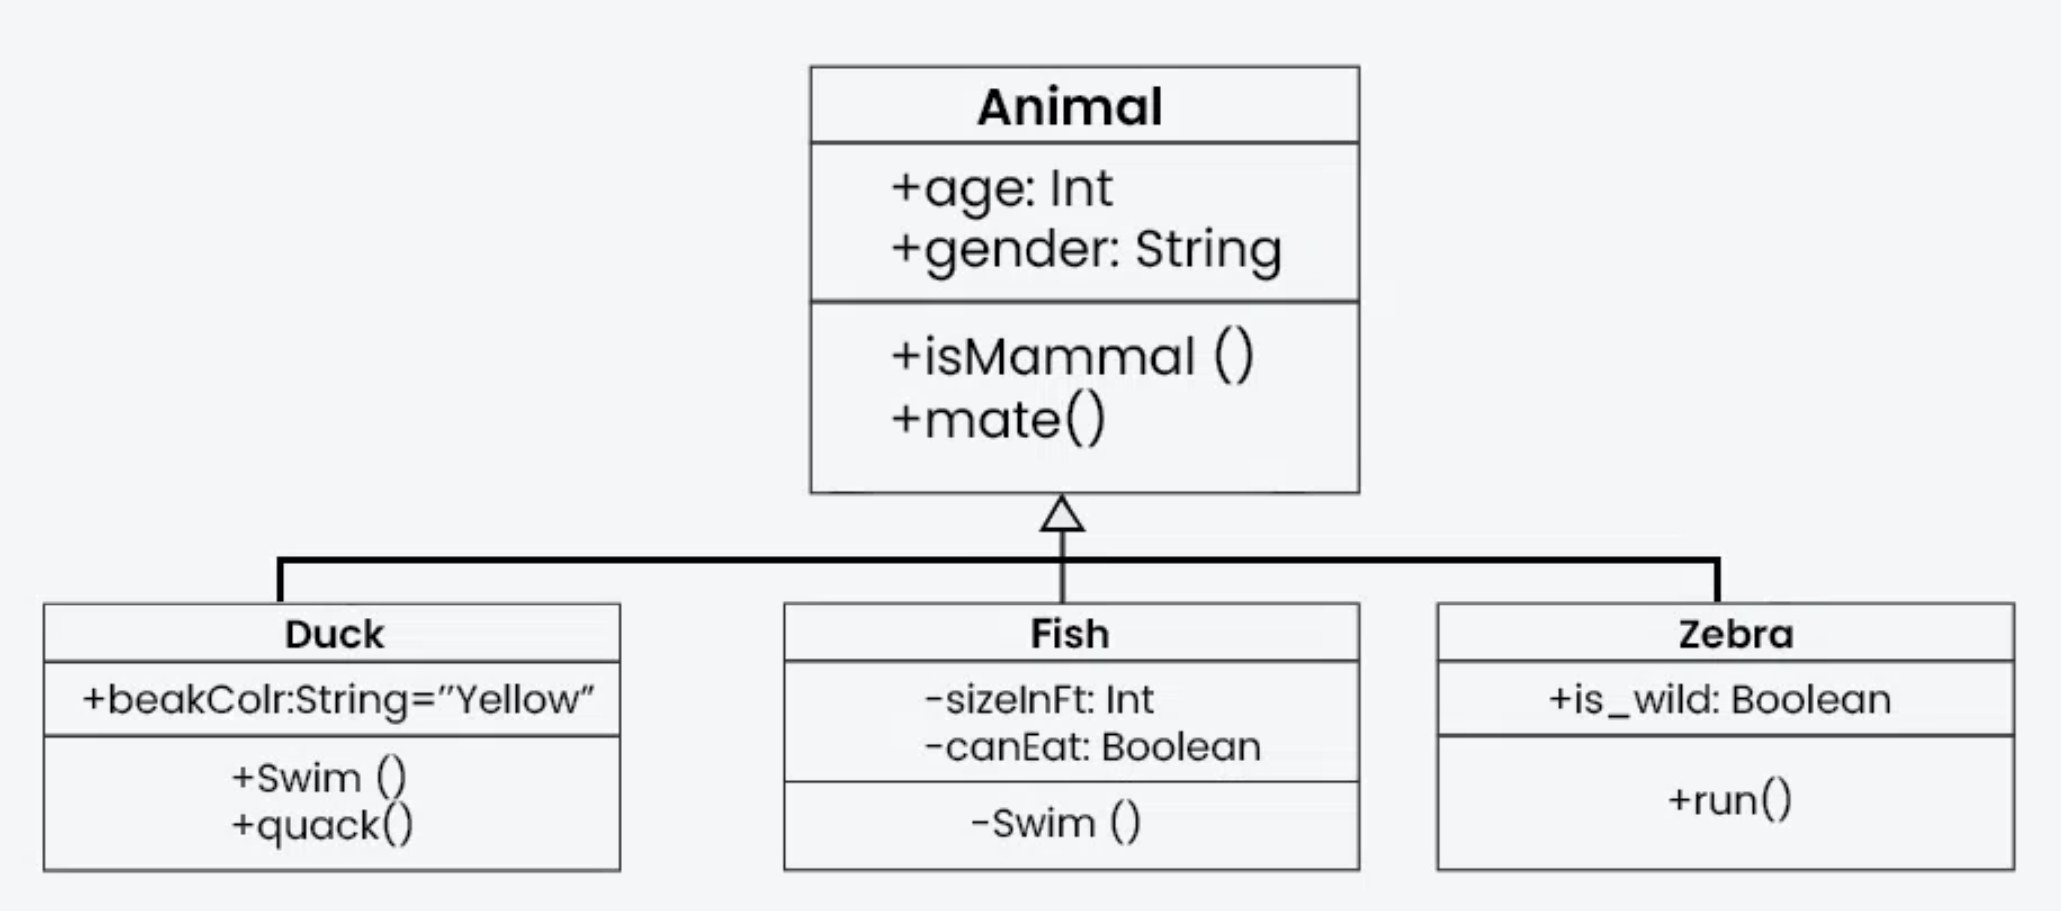 Animal
+age: Int
+gender: String
+isMammal ()
+mate()
Duck
+beakColr:String=”Yellow”
+Swim ()
+quack()
Fish
-sizeInFt: Int
-canEat: Boolean
-Swim ()
Zebra
+is_wild: Boolean
+run()